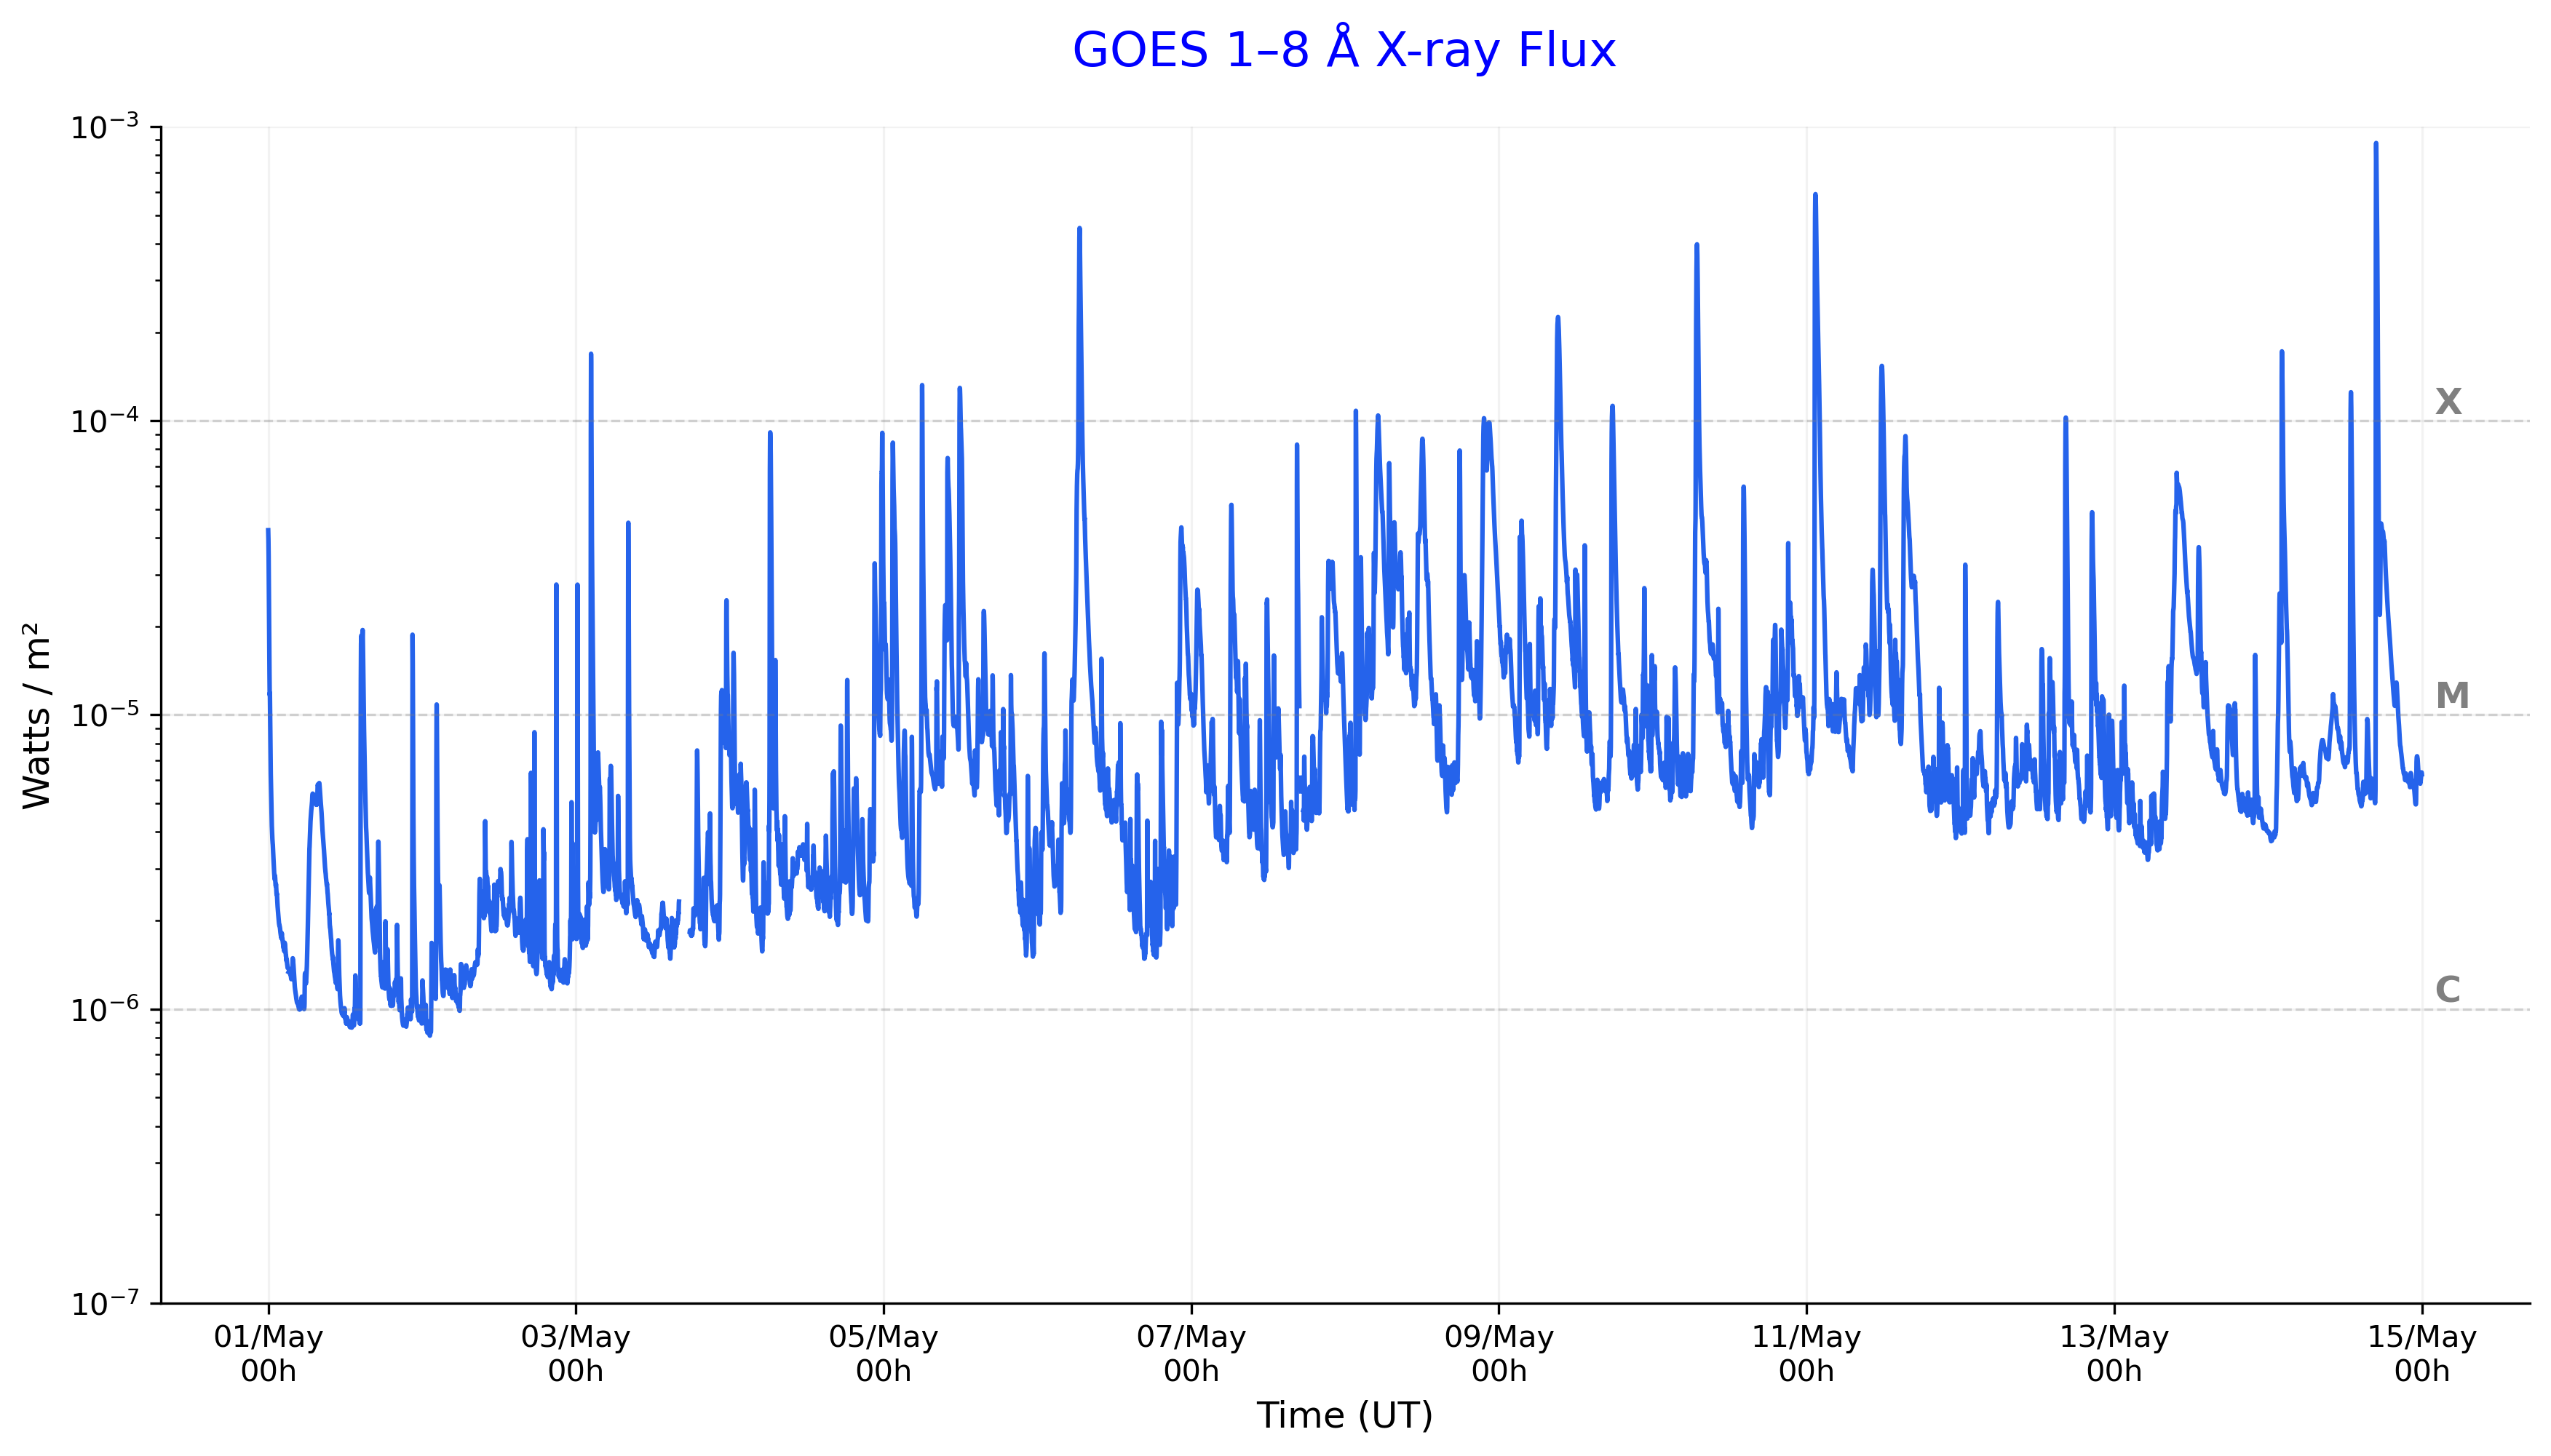 GOES 1–8 Å X-ray Flux
Watts / m²
10⁻³
10⁻⁴
10⁻⁵
10⁻⁶
10⁻⁷
X
M
C
01/May
00h
03/May
00h
05/May
00h
07/May
00h
09/May
00h
11/May
00h
13/May
00h
15/May
00h
Time (UT)